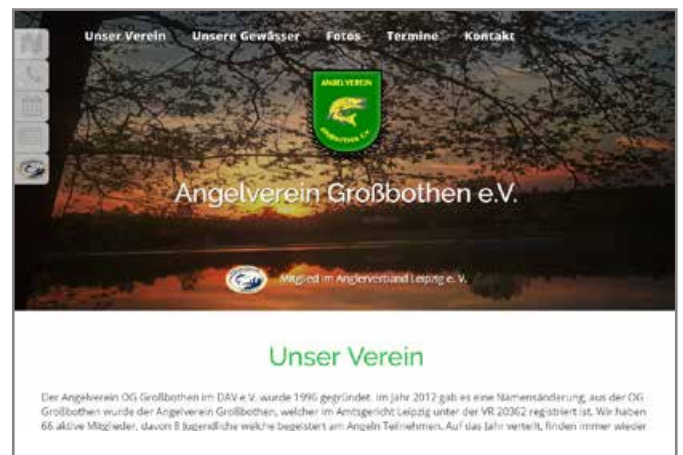 Unser Verein Unsere Gewässer Fotos Termine Kontakt
ANGELVEREIN
Großbothen e.V.
Angelverein Großbothen e.V.
Mitglied im Anglerverband Leipzig e. V.
Unser Verein
Der Angelverein OG Großbothen im DAV e.V. wurde 1996 gegründet. Im Jahr 2012 gab es eine Namensänderung, aus der OG
Großbothen wurde der Angelverein Großbothen, welcher im Amtsgericht Leipzig unter der VR 20362 registriert ist. Wir haben
66 aktive Mitglieder, davon 8 Jugendliche welche begeistert am Angeln Teilnehmen. Auf das Jahr verteilt, finden immer wieder